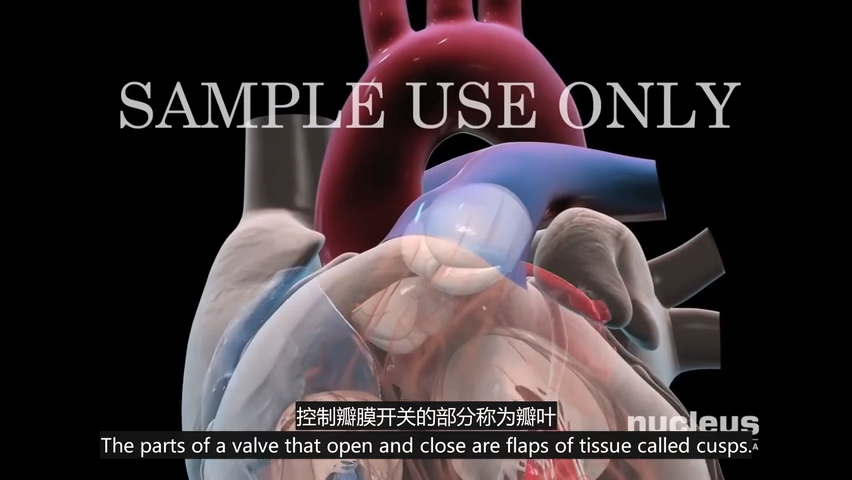 SAMPLE USE ONLY
控制瓣膜开关的部分称为瓣叶
nucleus
The parts of a valve that open and close are flaps of tissue called cusps.